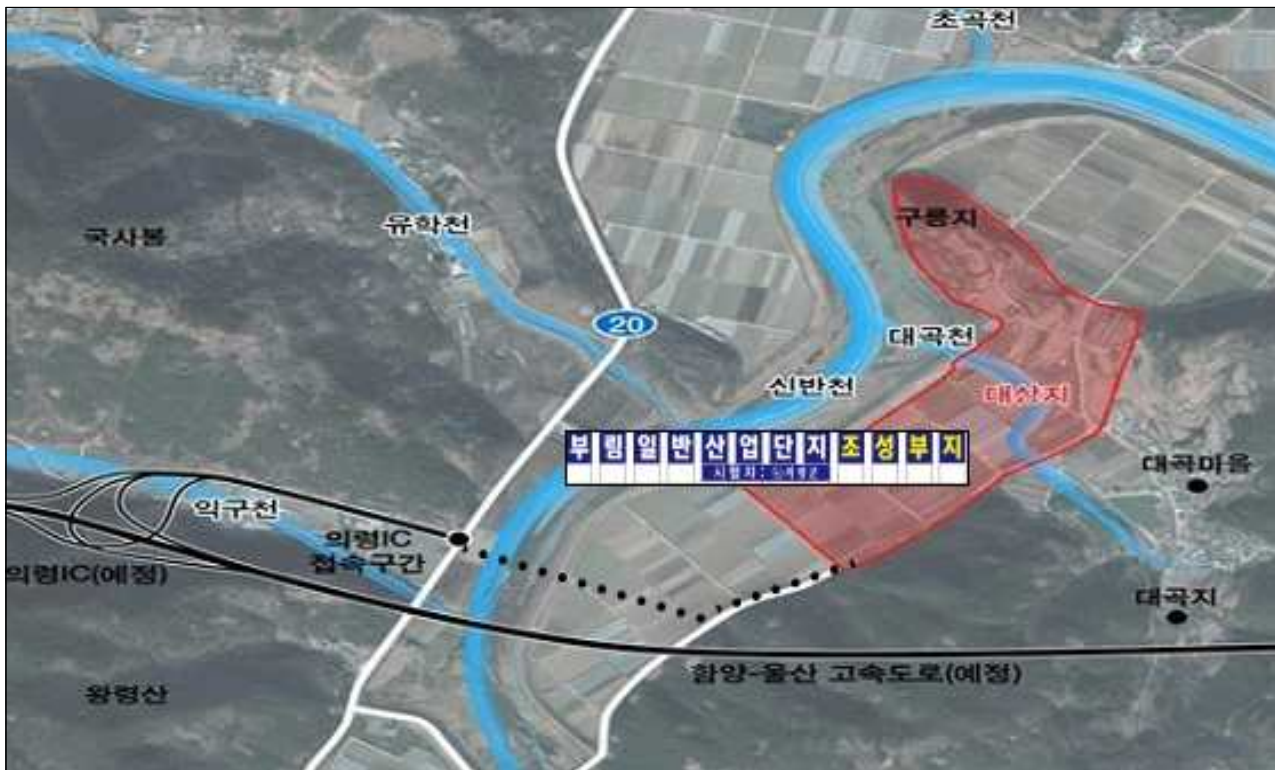 초곡천
구릉지
국사봉
유학천
20
대곡천
신반천
대상지
부림일반산업단지조성부지
대곡마을
악구천
의령IC
접속구간
의령IC(예정)
대곡지
함양-울산 고속도로(예정)
왕령산